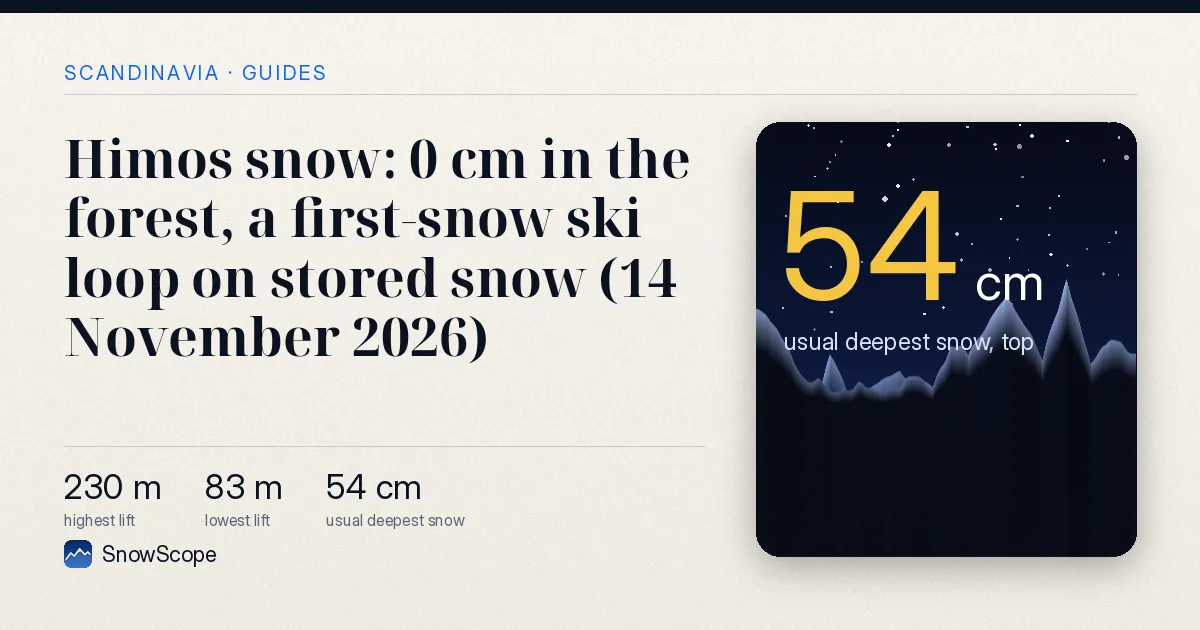 SCANDINAVIA · GUIDES
Himos snow: 0 cm in the
forest, a first-snow ski
loop on stored snow (14
November 2026)
54 cm
usual deepest snow, top
230 m
83 m
54 cm
highest lift
lowest lift
usual deepest snow
SnowScope